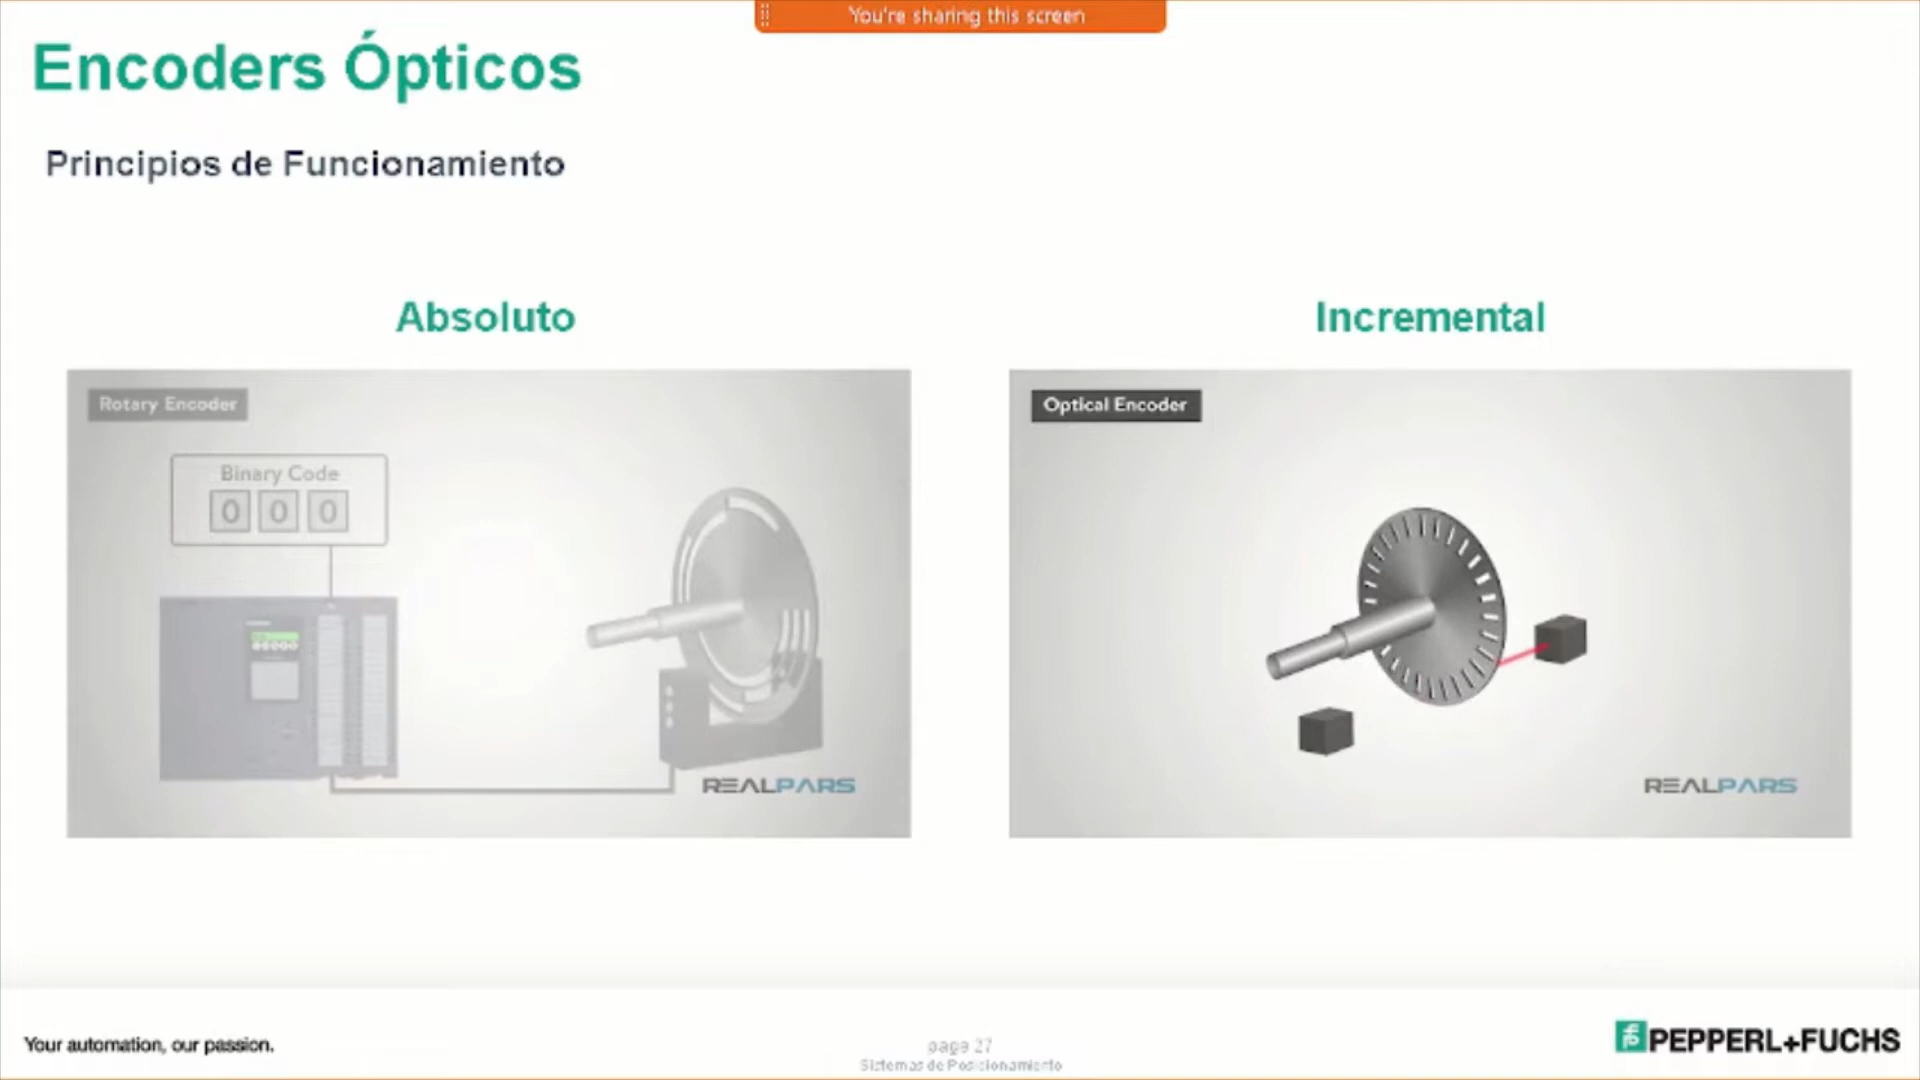 You're sharing this screen
Encoders Ópticos
Principios de Funcionamiento
Absoluto
Incremental
Rotary Encoder
Binary Code
0 0 0
REALPARS
Optical Encoder
REALPARS
Your automation, our passion.
page 27
Sistemas de Posicionamiento
PEPPERL+FUCHS